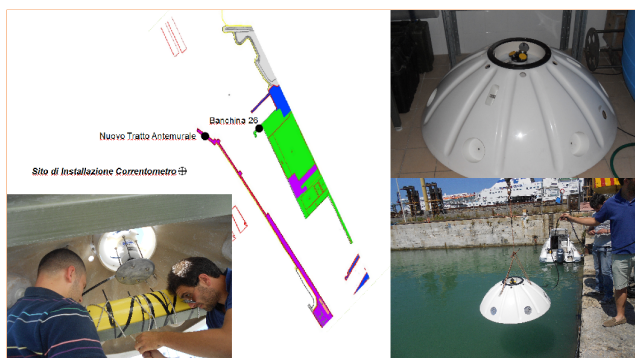 Banchina 26
Nuovo Tratto Antemurale
Sito di Installazione Correntometro